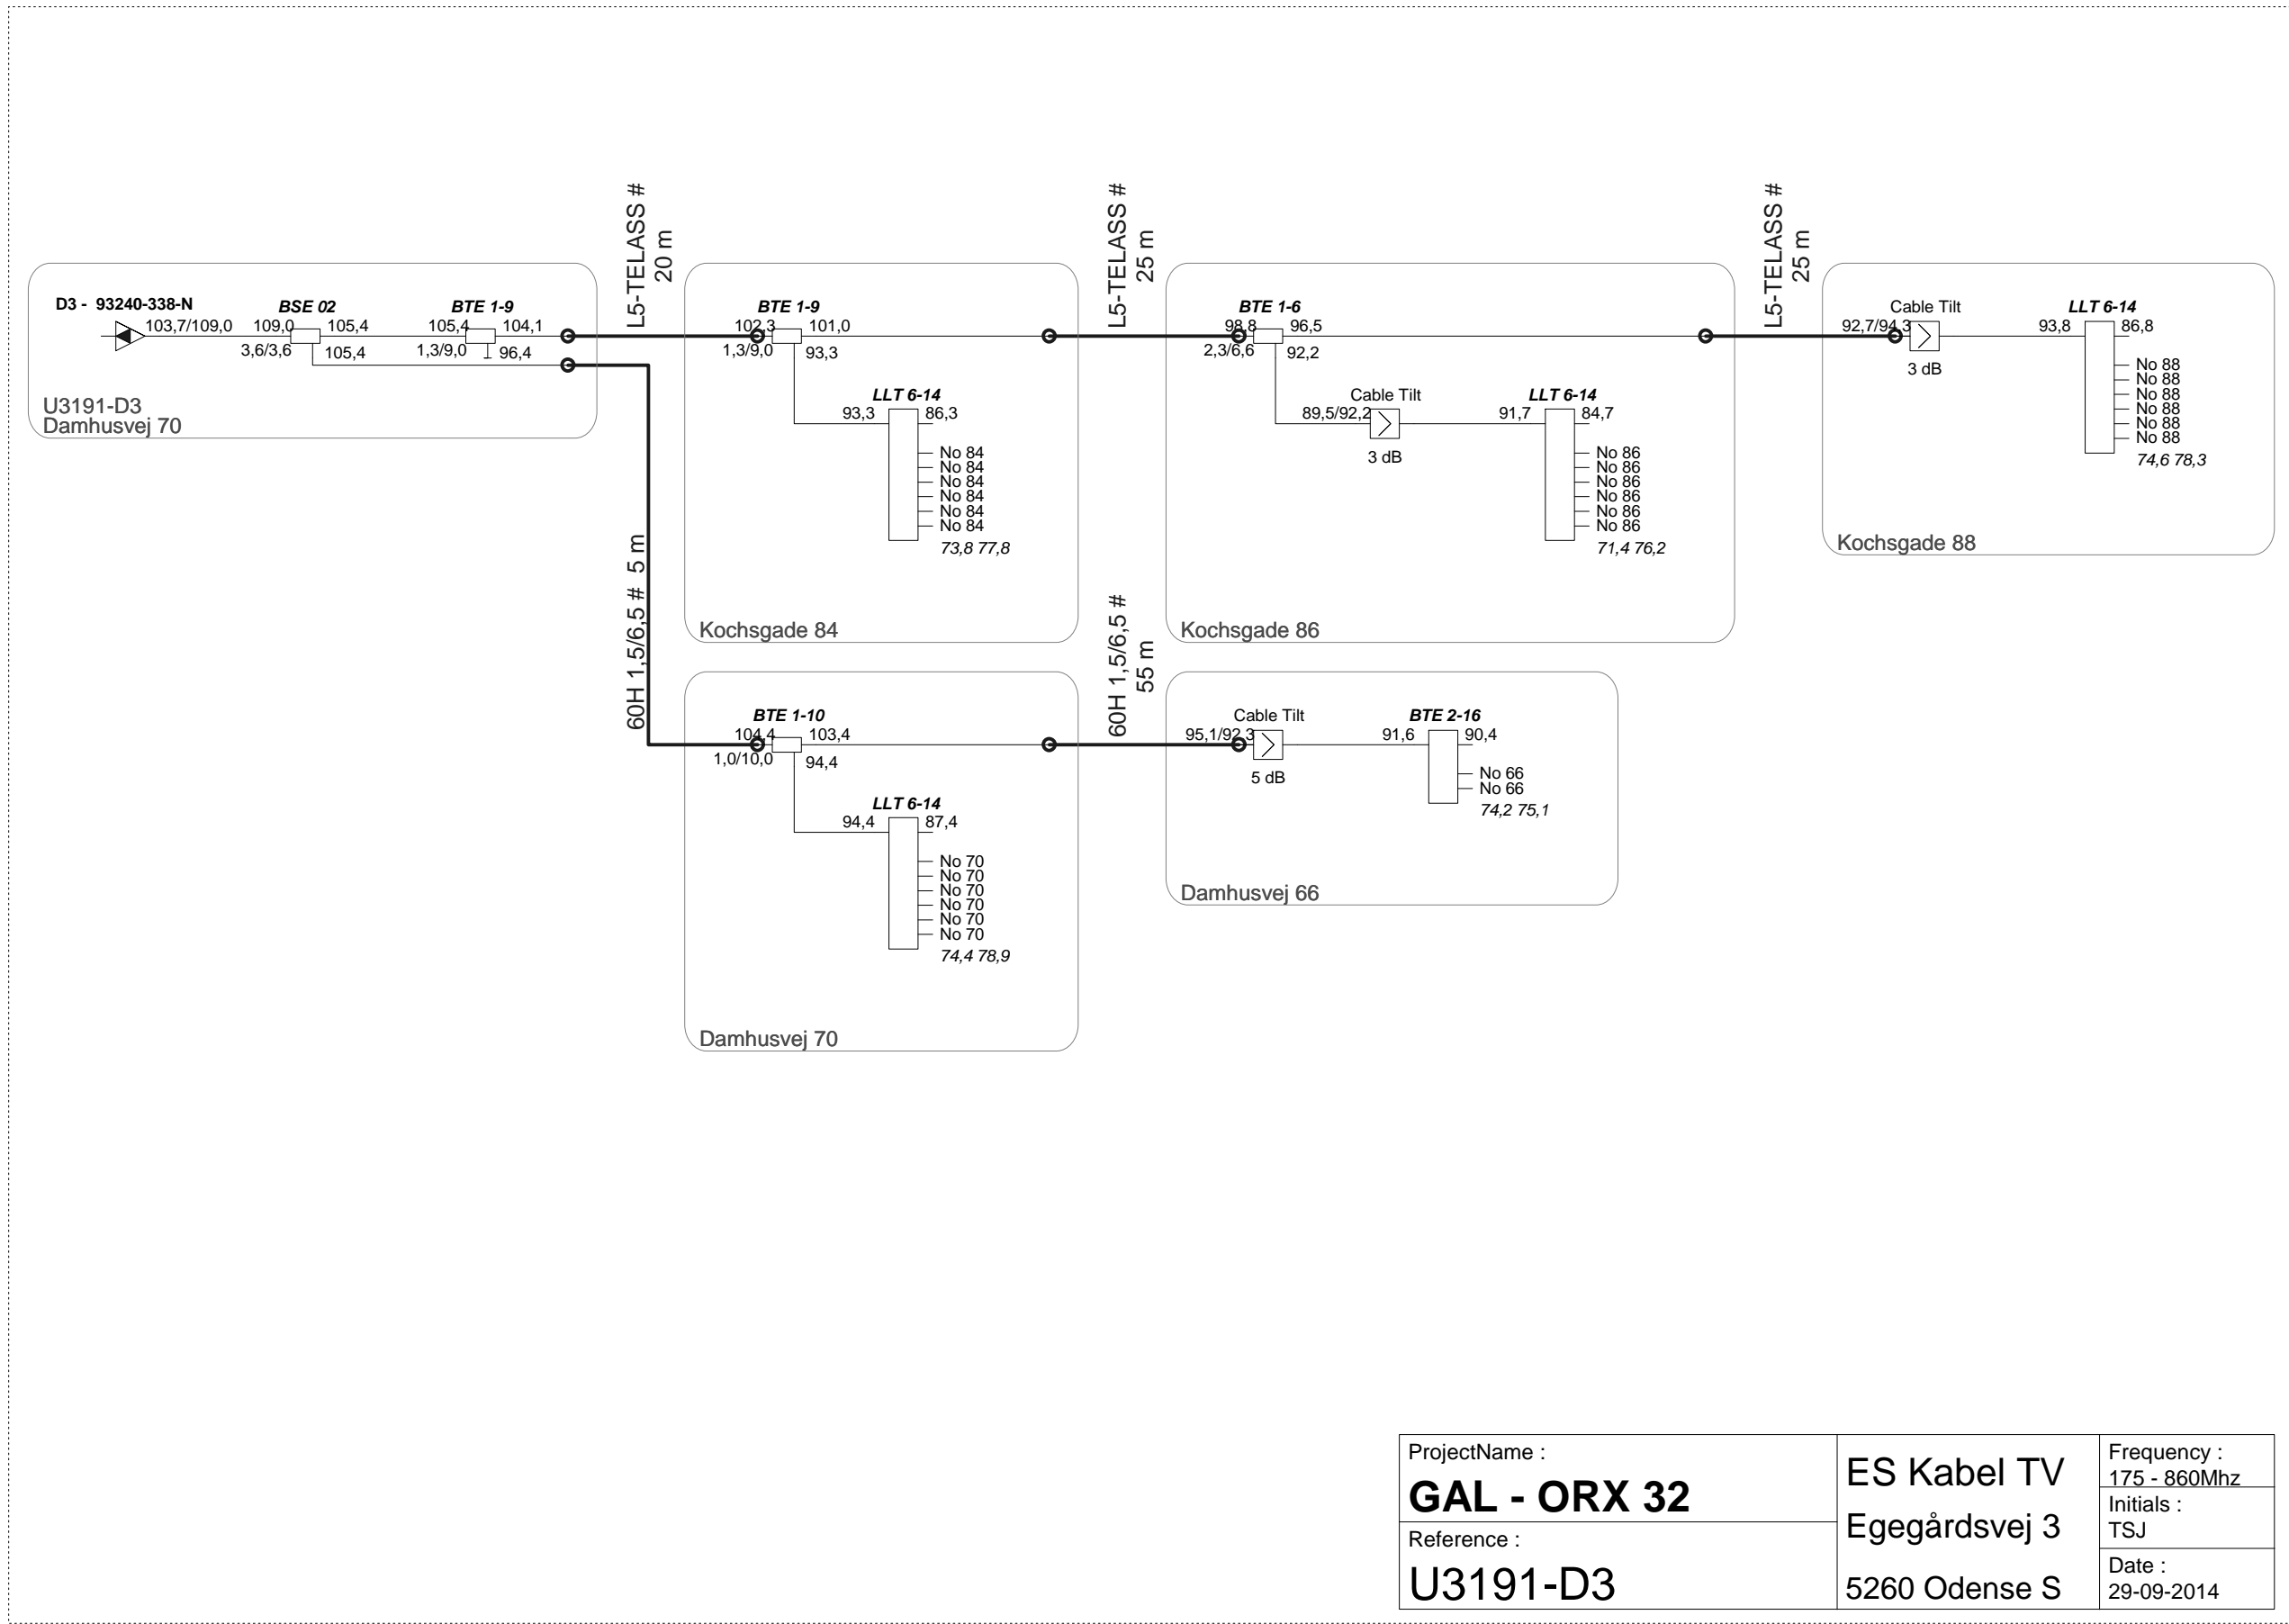 L5-TELASS #
20 m
L5-TELASS #
25 m
L5-TELASS #
25 m
D3 - 93240-338-N
BSE 02
BTE 1-9
103,7/109,0
109,0
105,4
105,4
104,1
3,6/3,6
105,4
1,3/9,0
96,4
U3191-D3
Damhusvej 70
BTE 1-9
102,3
101,0
1,3/9,0
93,3
LLT 6-14
93,3
86,3
No 84
No 84
No 84
No 84
No 84
No 84
73,8 77,8
Kochsgade 84
BTE 1-6
98,8
96,5
2,3/6,6
92,2
Cable Tilt
LLT 6-14
89,5/92,2
91,7
84,7
3 dB
No 86
No 86
No 86
No 86
No 86
No 86
71,4 76,2
Kochsgade 86
Cable Tilt
LLT 6-14
92,7/94,3
93,8
86,8
3 dB
No 88
No 88
No 88
No 88
No 88
No 88
74,6 78,3
Kochsgade 88
60H 1,5/6,5 # 5 m
60H 1,5/6,5 #
55 m
BTE 1-10
104,4
103,4
1,0/10,0
94,4
LLT 6-14
94,4
87,4
No 70
No 70
No 70
No 70
No 70
No 70
74,4 78,9
Damhusvej 70
Cable Tilt
BTE 2-16
95,1/92,3
91,6
90,4
5 dB
No 66
No 66
74,2 75,1
Damhusvej 66
ProjectName :
GAL - ORX 32
Reference :
U3191-D3
ES Kabel TV
Egegårdsvej 3
5260 Odense S
Frequency :
175 - 860Mhz
Initials :
TSJ
Date :
29-09-2014